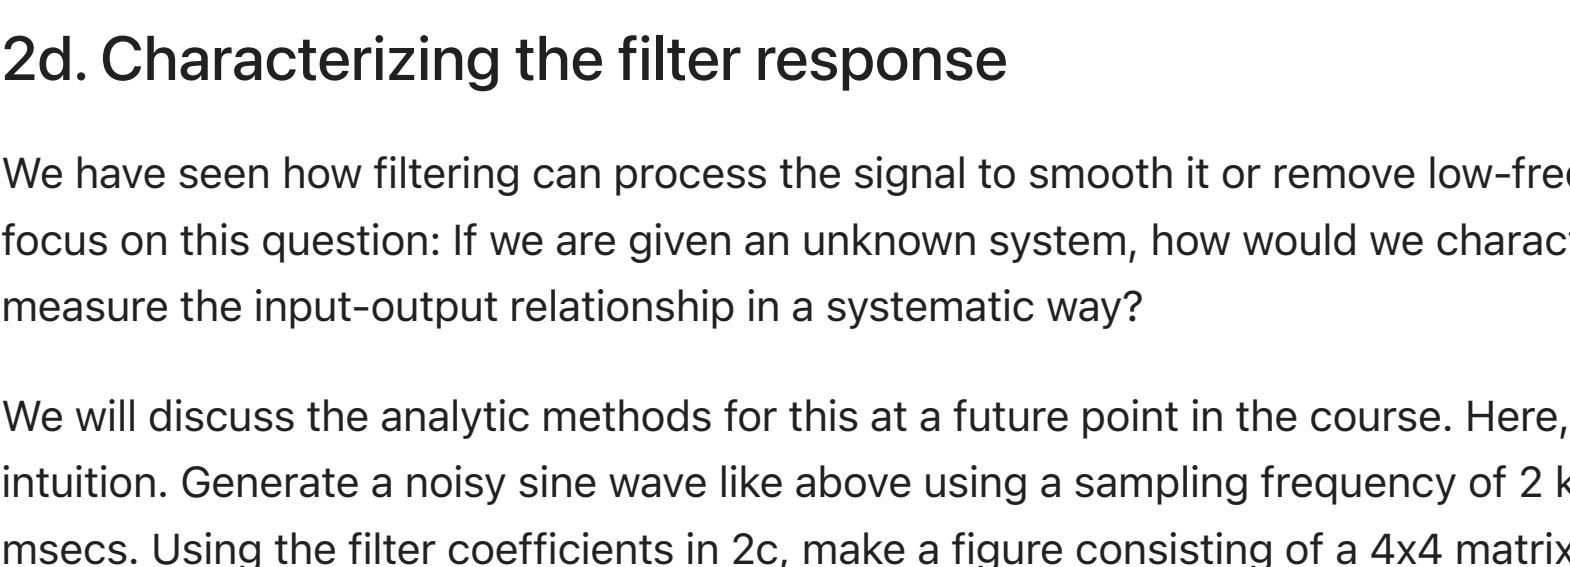 2d. Characterizing the filter response
We have seen how filtering can process the signal to smooth it or remove low-fre
focus on this question: If we are given an unknown system, how would we charac
measure the input-output relationship in a systematic way?
We will discuss the analytic methods for this at a future point in the course. Here,
intuition. Generate a noisy sine wave like above using a sampling frequency of 2 k
msecs. Using the filter coefficients in 2c, make a figure consisting of a 4x4 matrix